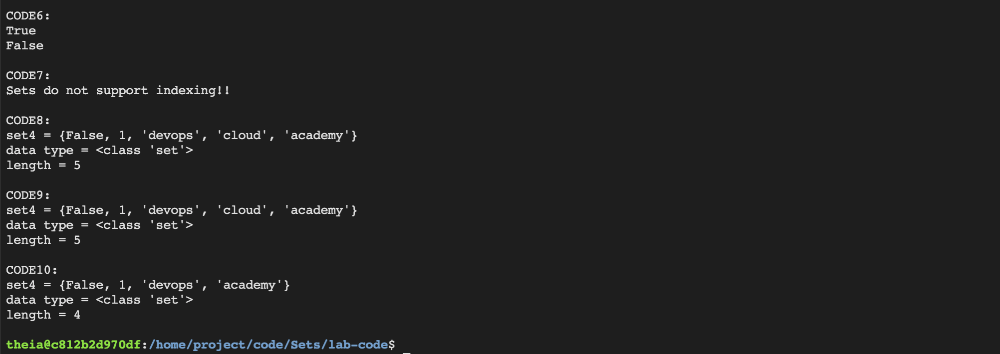 CODE6:
True
False
CODE7:
Sets do not support indexing!!
CODE8:
set4 = {False, 1, 'devops', 'cloud', 'academy'}
data type = <class 'set'>
length = 5
CODE9:
set4 = {False, 1, 'devops', 'cloud', 'academy'}
data type = <class 'set'>
length = 5
CODE10:
set4 = {False, 1, 'devops', 'academy'}
data type = <class 'set'>
length = 4
theia@c812b2d970df:/home/project/code/Sets/lab-code$